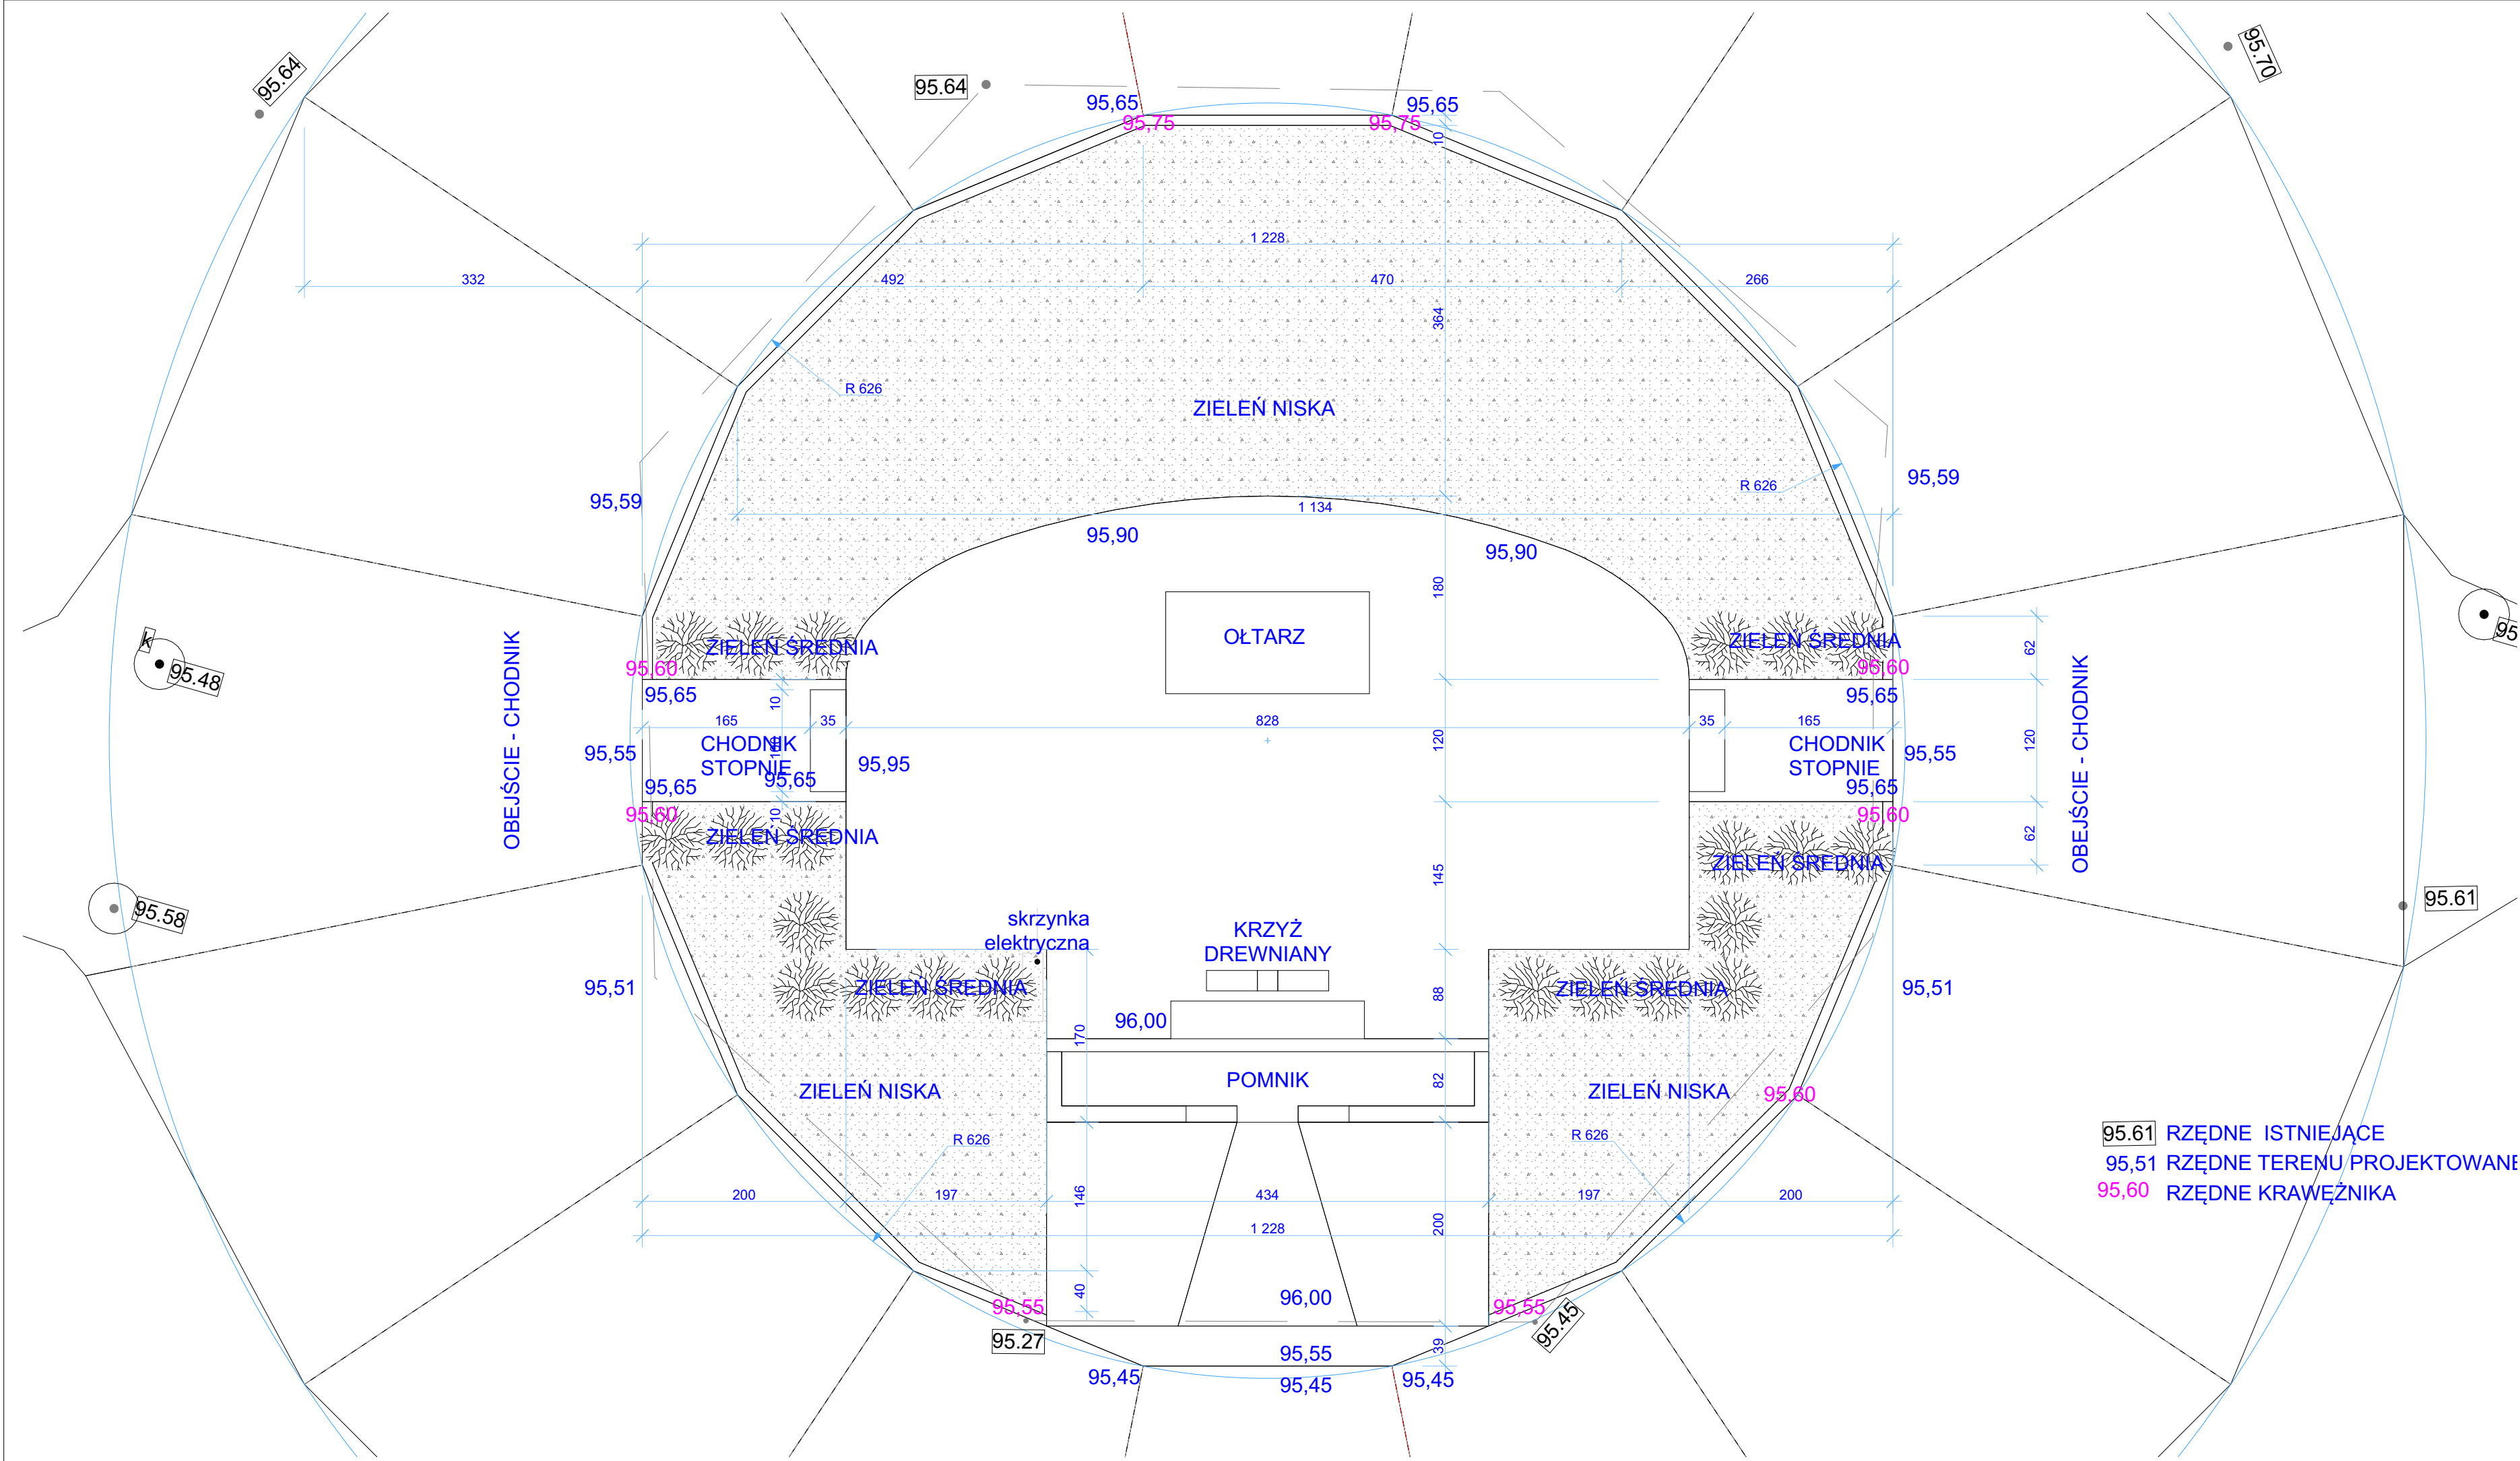 95.64
95.64
95.70
95,65
95,65
95,75
95,75
10
1 228
332
492
470
266
364
R 626
ZIELEŃ NISKA
R 626
95,59
95,59
1 134
95,90
95,90
180
OŁTARZ
k
95.48
OBEJŚCIE - CHODNIK
ZIELEŃ ŚREDNIA
ZIELEŃ ŚREDNIA
62
95,60
95,60
95,65
95,65
10
165
35
828
35
165
CHODNIK
STOPNIE
100
95,55
95,95
120
CHODNIK
STOPNIE
95,55
120
OBEJŚCIE - CHODNIK
95,65
95,65
95,65
95,60
10
95,60
ZIELEŃ ŚREDNIA
ZIELEŃ ŚREDNIA
62
145
95.58
95.61
skrzynka
elektryczna
KRZYŻ
DREWNIANY
95,51
ZIELEŃ ŚREDNIA
88
ZIELEŃ ŚREDNIA
95,51
96,00
170
POMNIK
82
ZIELEŃ NISKA
ZIELEŃ NISKA
95,60
R 626
R 626
95.61 RZĘDNE ISTNIEJĄCE
95,51 RZĘDNE TERENU PROJEKTOWANE
95,60 RZĘDNE KRAWĘŻNIKA
200
197
146
434
197
200
1 228
200
40
96,00
95,55
95,55
95.27
95.45
39
95,55
95,45
95,45
95,45